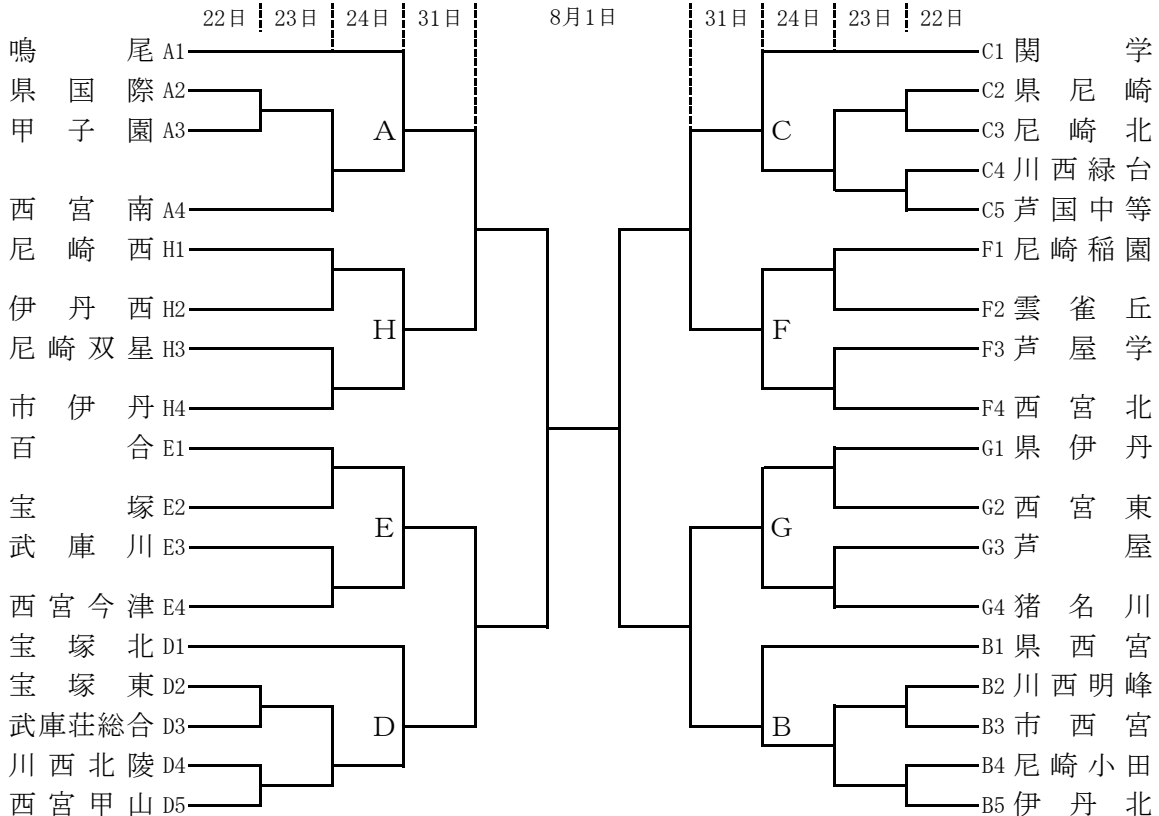 22日 23日 24日 31日 8月1日 31日 24日 23日 22日
鳴尾 A1
県国際 A2
甲子園 A3
西宮南 A4
A
尼崎西 H1
伊丹西 H2
尼崎双星 H3
市伊丹 H4
H
百合 E1
宝塚 E2
武庫川 E3
西宮今津 E4
E
宝塚北 D1
宝塚東 D2
武庫荘総合 D3
川西北陵 D4
西宮甲山 D5
D
C1 関学
C2 県尼崎
C3 尼崎北
C4 川西緑台
C5 芦国中等
C
F1 尼崎稲園
F2 雲雀丘
F3 芦屋学
F4 西宮北
F
G1 県伊丹
G2 西宮東
G3 芦屋
G4 猪名川
G
B1 県西宮
B2 川西明峰
B3 市西宮
B4 尼崎小田
B5 伊丹北
B